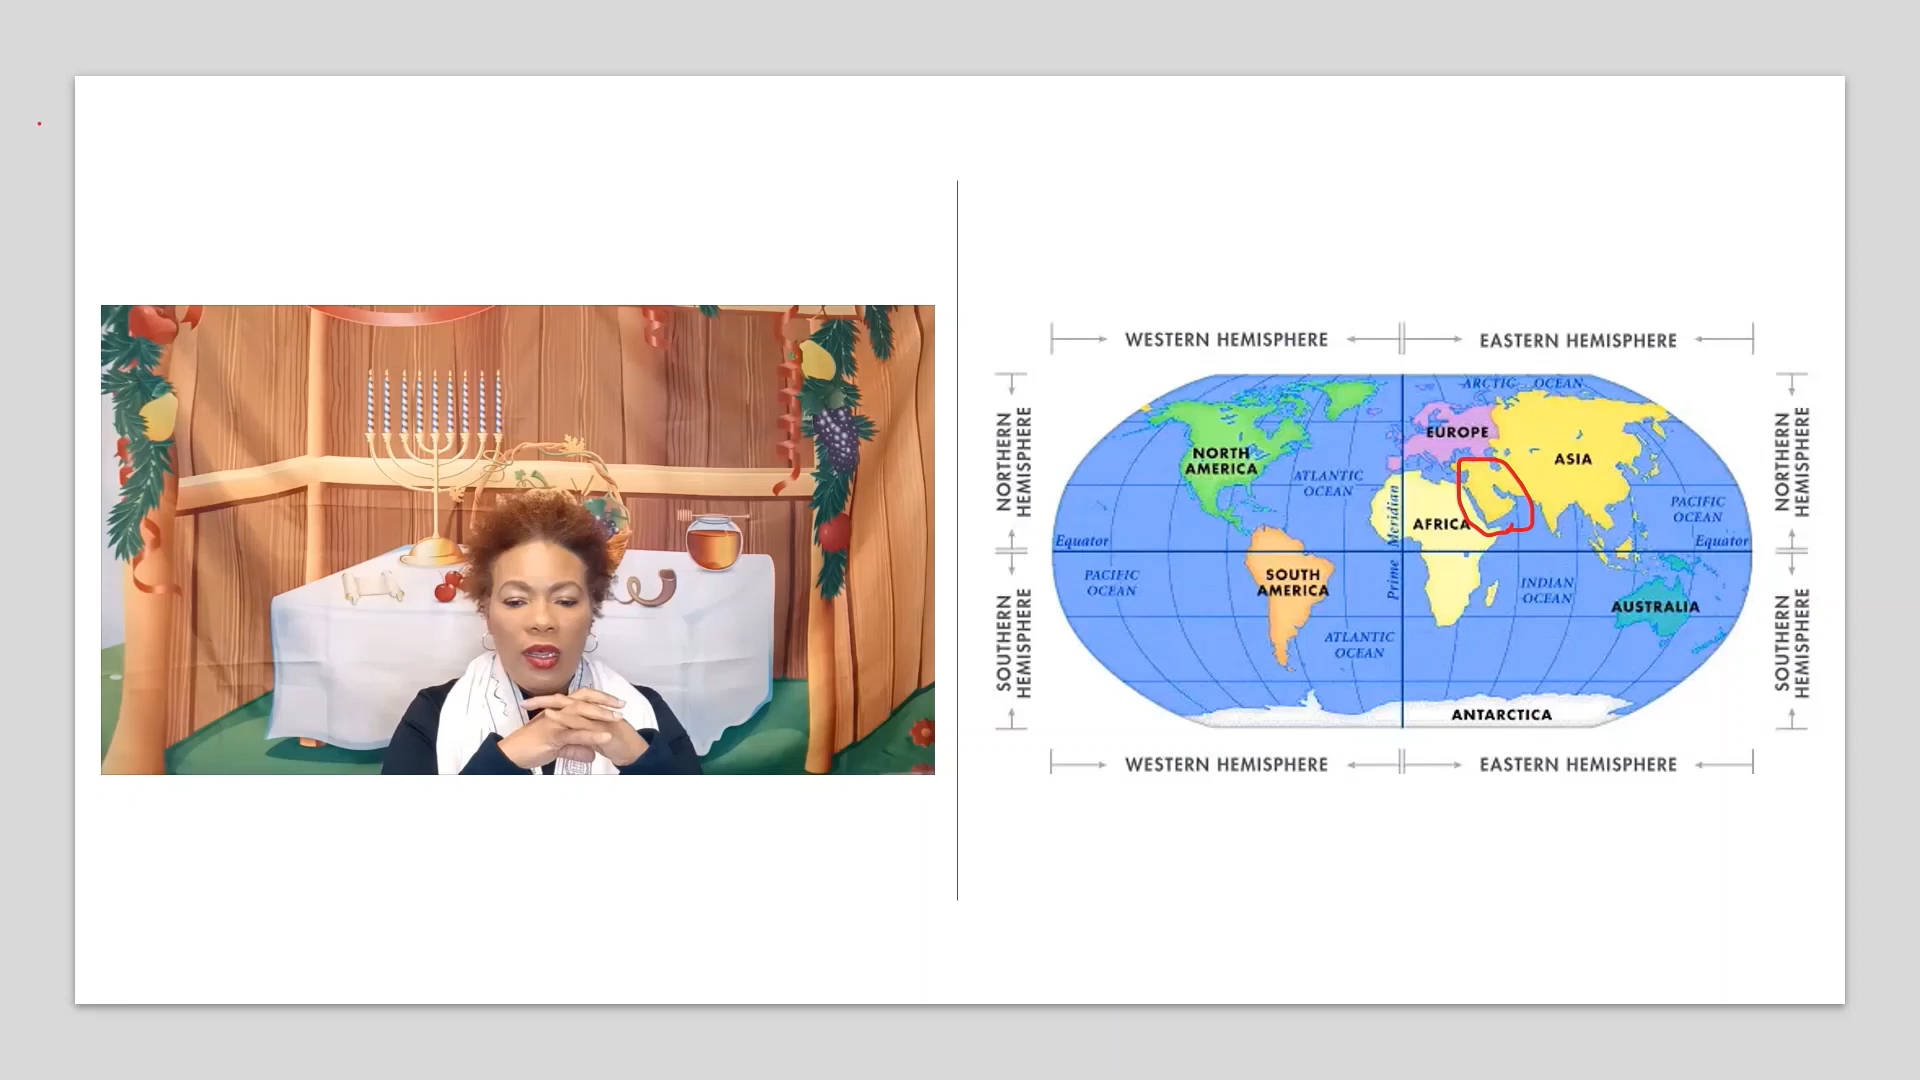 WESTERN HEMISPHERE
EASTERN HEMISPHERE
NORTHERN
HEMISPHERE
SOUTHERN
HEMISPHERE
ARCTIC OCEAN
EUROPE
ASIA
NORTH
AMERICA
ATLANTIC
OCEAN
PACIFIC
OCEAN
AFRICA
Prime Meridian
Equator
Equator
PACIFIC
OCEAN
SOUTH
AMERICA
INDIAN
OCEAN
AUSTRALIA
ATLANTIC
OCEAN
ANTARCTICA
NORTHERN
HEMISPHERE
SOUTHERN
HEMISPHERE
WESTERN HEMISPHERE
EASTERN HEMISPHERE